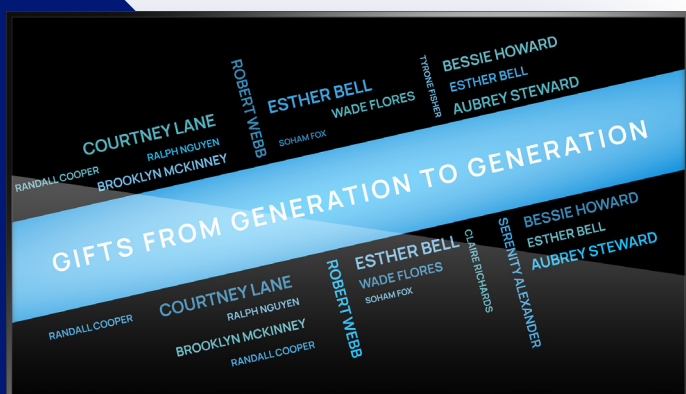 ROBERT WEBB
ESTHER BELL
WADE FLORES
SOHAM FOX
TYRONE FISHER
BESSIE HOWARD
ESTHER BELL
AUBREY STEWARD
COURTNEY LANE
RALPH NGUYEN
RANDALL COOPER
BROOKLYN MCKINNEY
GIFTS FROM GENERATION TO GENERATION
RANDALL COOPER
COURTNEY LANE
RALPH NGUYEN
BROOKLYN MCKINNEY
RANDALL COOPER
ROBERT WEBB
ESTHER BELL
WADE FLORES
SOHAM FOX
CLAIRE RICHARDS
SERENITY ALEXANDER
BESSIE HOWARD
ESTHER BELL
AUBREY STEWARD